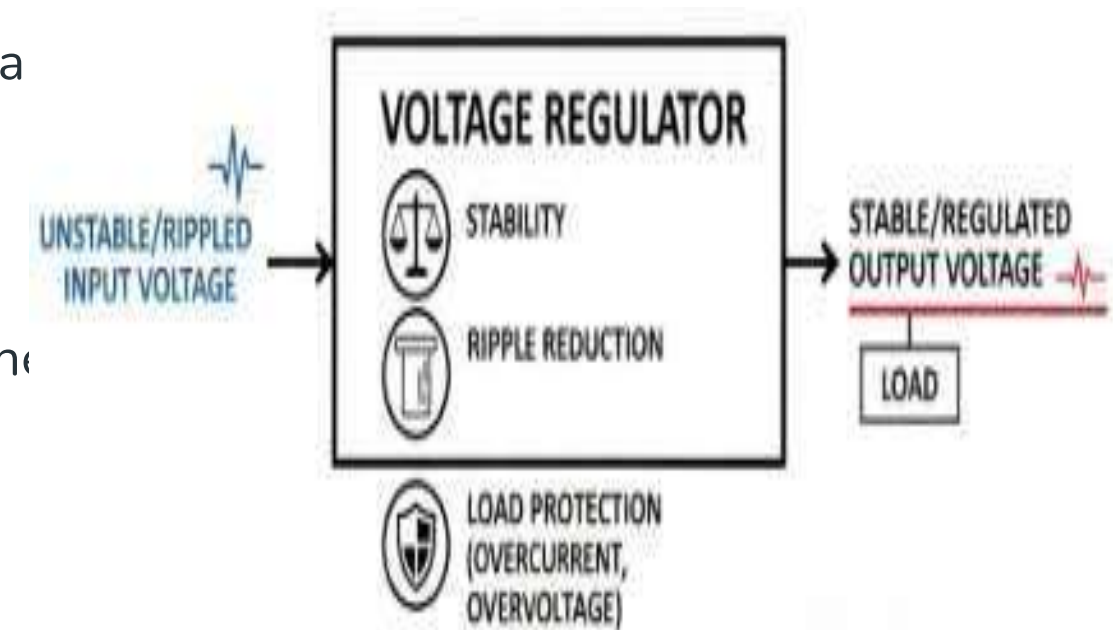 a
UNSTABLE/RIPPLED
INPUT VOLTAGE
VOLTAGE REGULATOR
STABILITY
RIPPLE REDUCTION
STABLE/REGULATED
OUTPUT VOLTAGE
LOAD
LOAD PROTECTION
(OVERCURRENT,
OVERVOLTAGE)